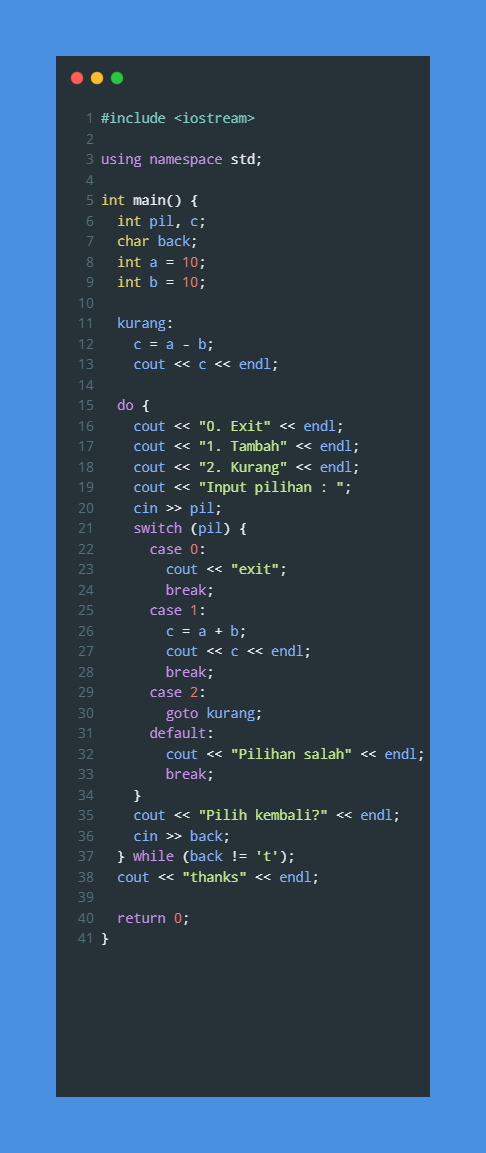 1 #include <iostream>
2
3 using namespace std;
4
5 int main() {
6   int pil, c;
7   char back;
8   int a = 10;
9   int b = 10;
10
11   kurang:
12     c = a - b;
13     cout << c << endl;
14
15   do {
16     cout << "0. Exit" << endl;
17     cout << "1. Tambah" << endl;
18     cout << "2. Kurang" << endl;
19     cout << "Input pilihan : ";
20     cin >> pil;
21     switch (pil) {
22       case 0:
23         cout << "exit";
24         break;
25       case 1:
26         c = a + b;
27         cout << c << endl;
28         break;
29       case 2:
30         goto kurang;
31       default:
32         cout << "Pilihan salah" << endl;
33         break;
34     }
35     cout << "Pilih kembali?" << endl;
36     cin >> back;
37   } while (back != 't');
38   cout << "thanks" << endl;
39
40   return 0;
41 }